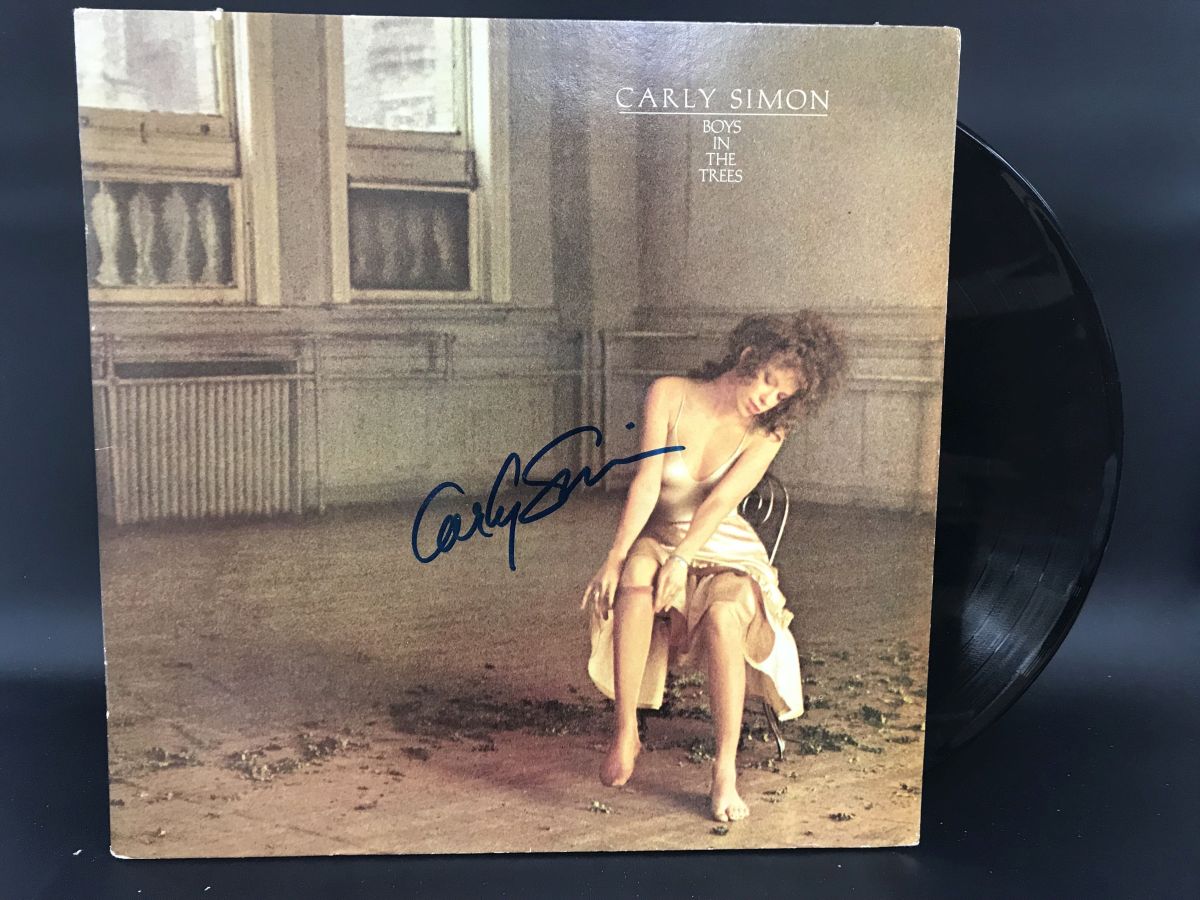 CARLY SIMON
BOYS
IN
THE
TREES
Carly Simon